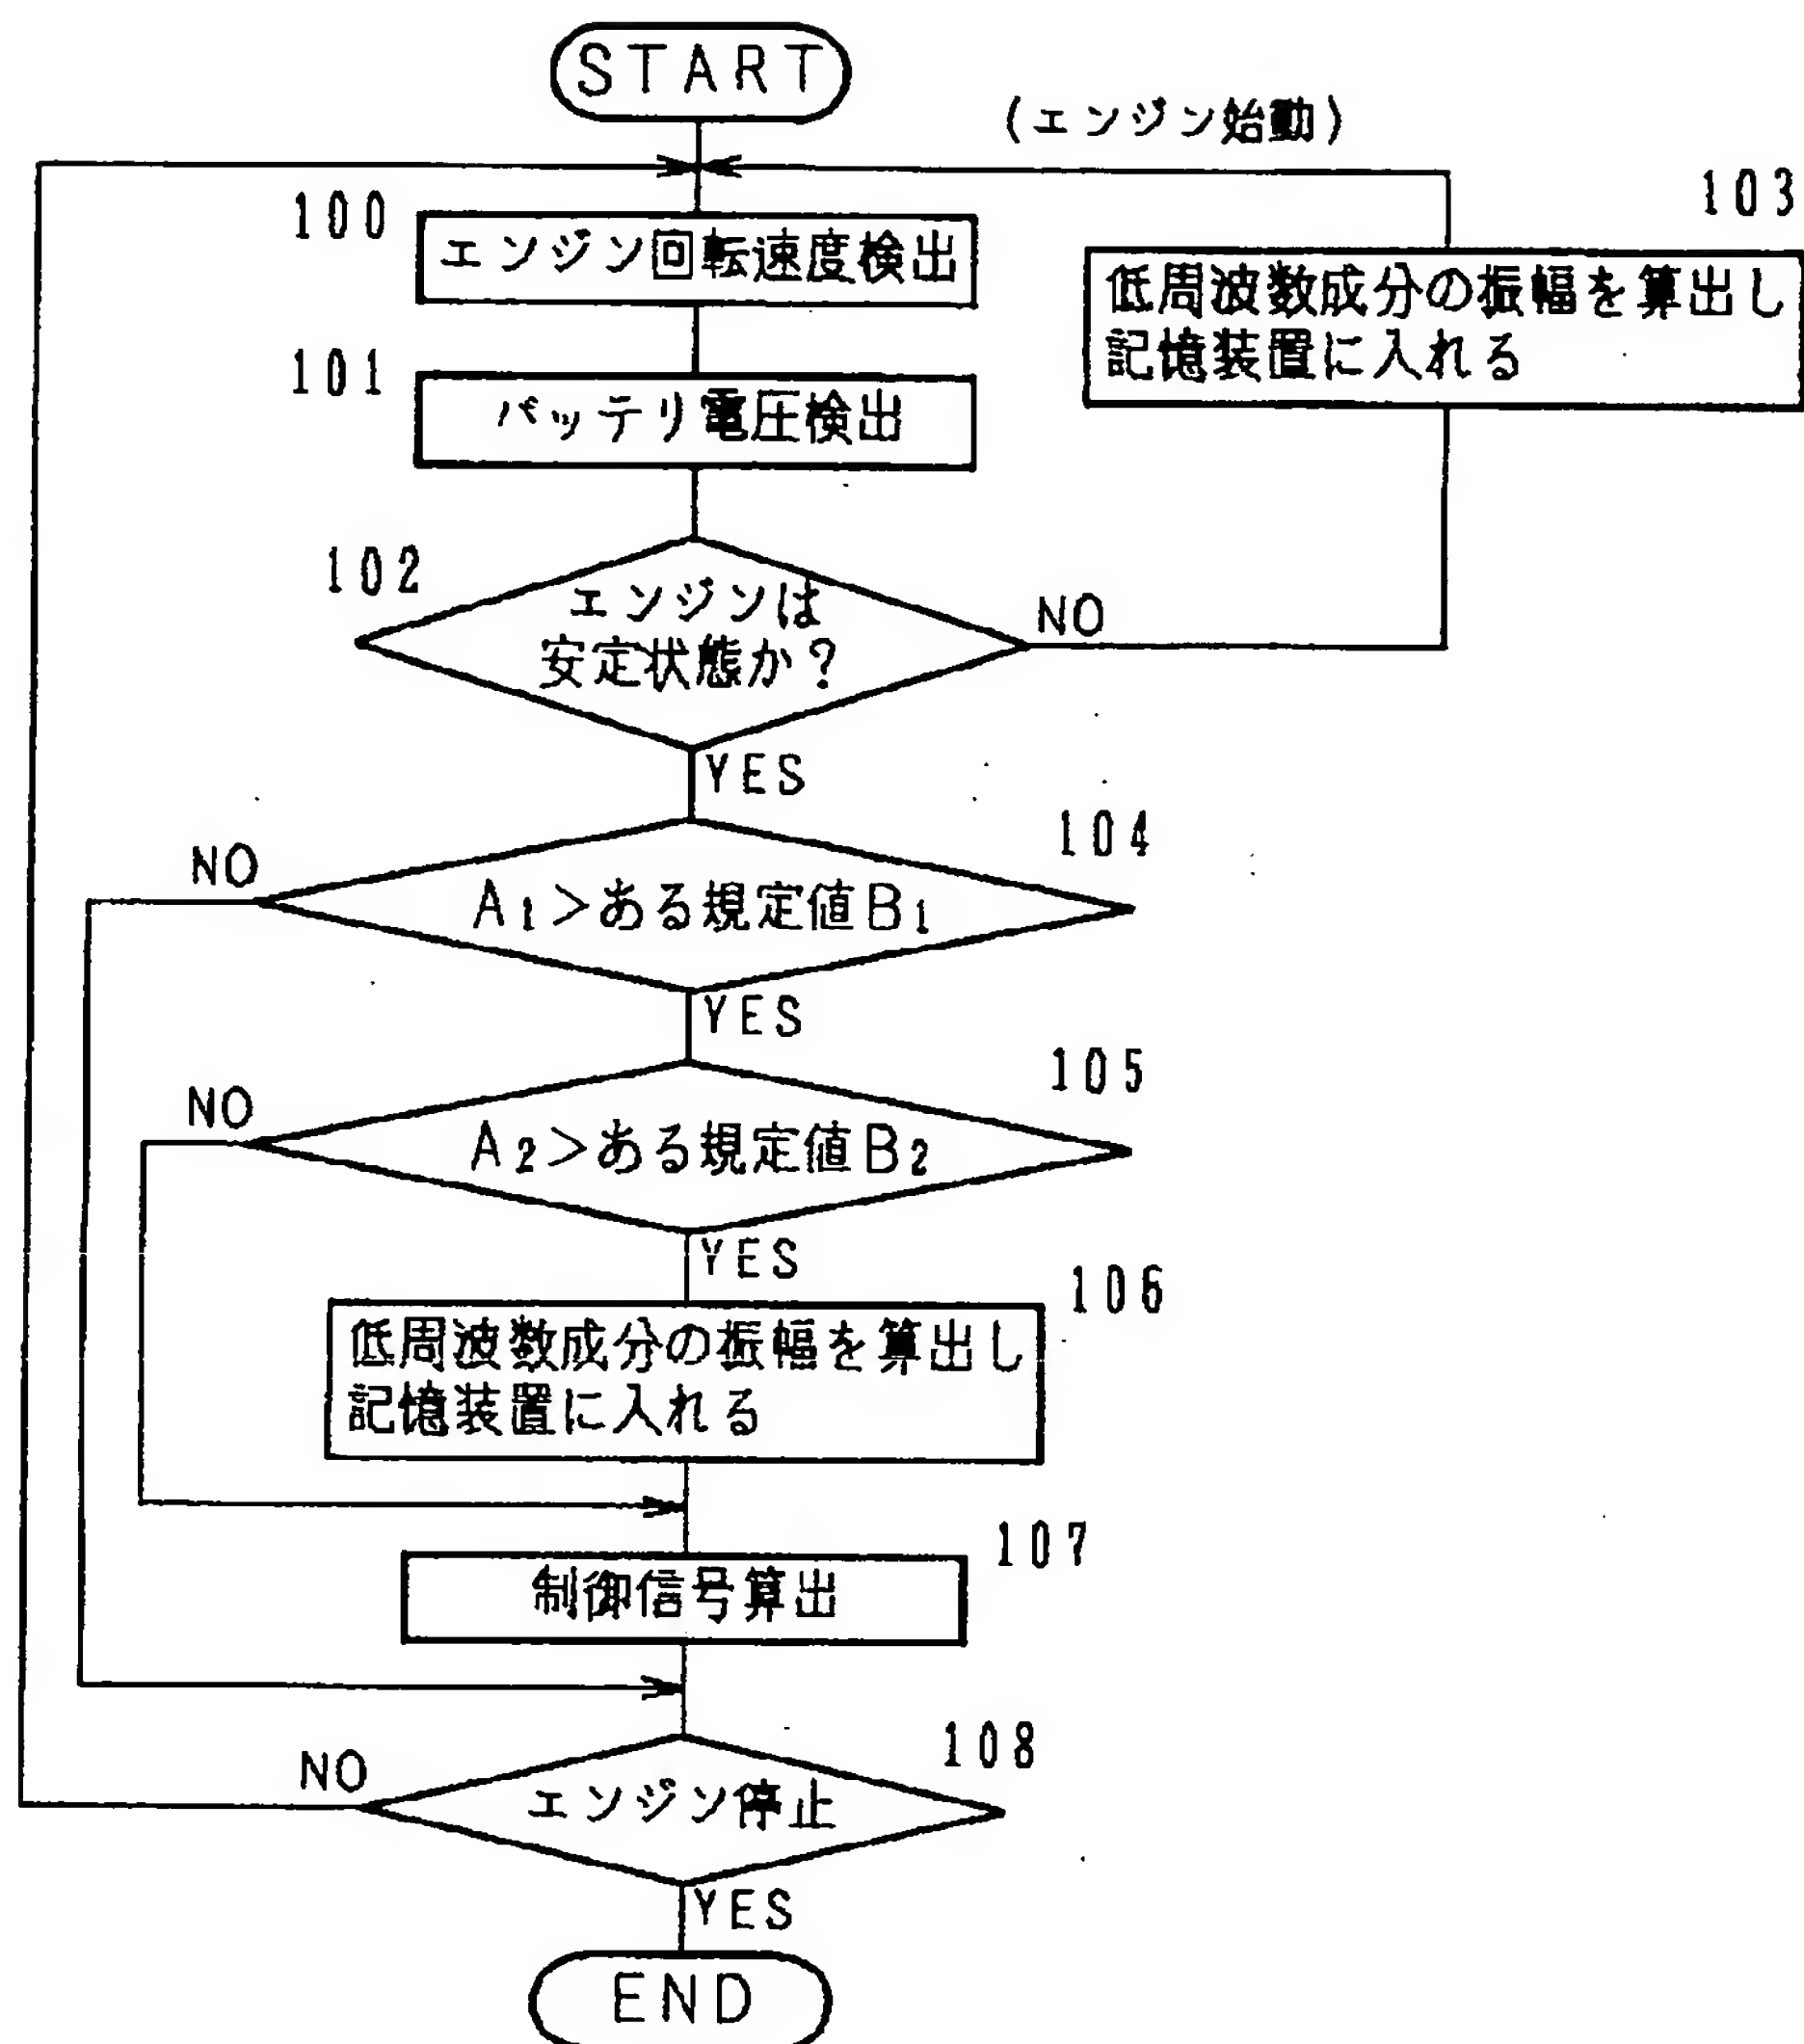 START
(エンジン始動)
103
100
エンジン回転速度検出
低周波数成分の振幅を算出し
記憶装置に入れる
101
バッテリ電圧検出
102
エンジンは
安定状態か?
NO
YES
104
NO
A1>ある規定値B1
YES
105
NO
A2>ある規定値B2
YES
106
低周波数成分の振幅を算出し
記憶装置に入れる
107
制御信号算出
108
NO
エンジン停止
YES
END